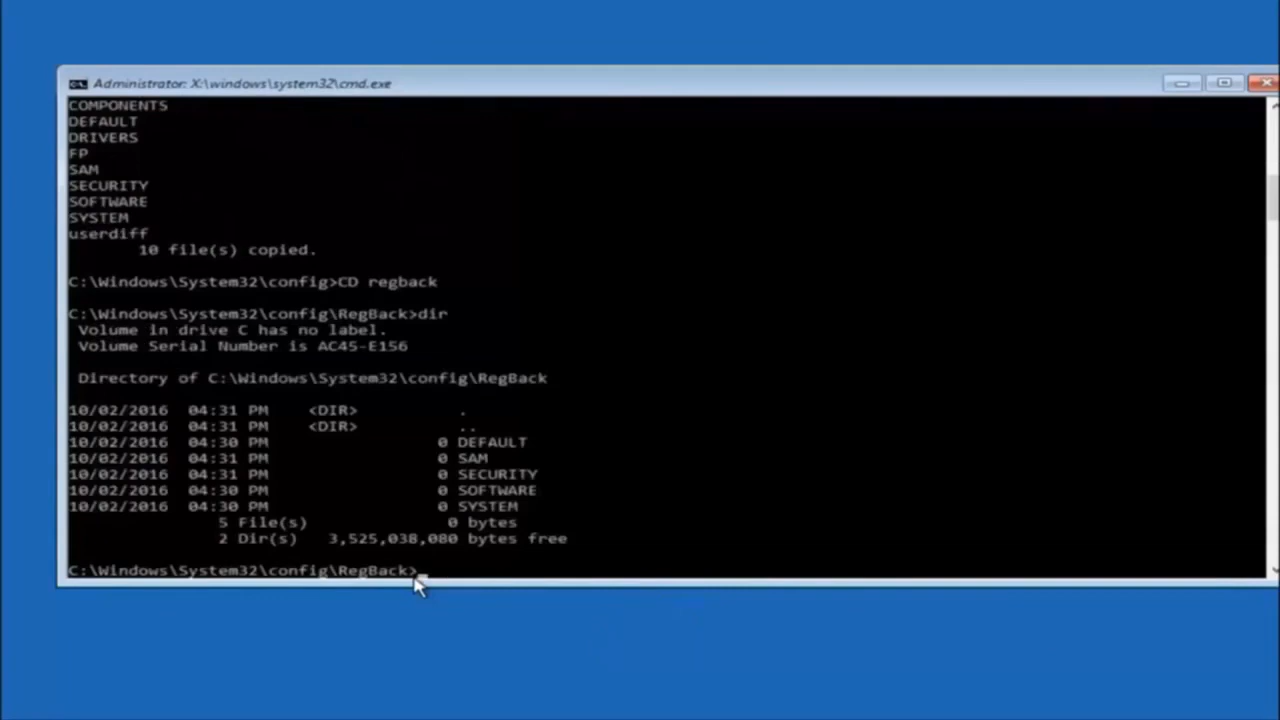 Administrator: X:\windows\system32\cmd.exe
COMPONENTS
DEFAULT
DRIVERS
FP
SAM
SECURITY
SOFTWARE
SYSTEM
userdiff
10 file(s) copied.
C:\Windows\System32\config>CD regback
C:\Windows\System32\config\RegBack>dir
Volume in drive C has no label.
Volume Serial Number is AC45-E156
Directory of C:\Windows\System32\config\RegBack
10/02/2016 04:31 PM <DIR> .
10/02/2016 04:31 PM <DIR> ..
10/02/2016 04:30 PM 0 DEFAULT
10/02/2016 04:31 PM 0 SAM
10/02/2016 04:31 PM 0 SECURITY
10/02/2016 04:30 PM 0 SOFTWARE
10/02/2016 04:30 PM 0 SYSTEM
5 File(s) 0 bytes
2 Dir(s) 3,525,038,080 bytes free
C:\Windows\System32\config\RegBack>_